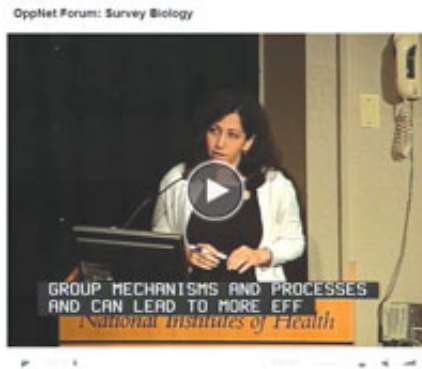 OppNet Forum: Survey Biology
GROUP MECHANISMS AND PROCESSES
AND CAN LEAD TO MORE EFF
National Institutes of Health